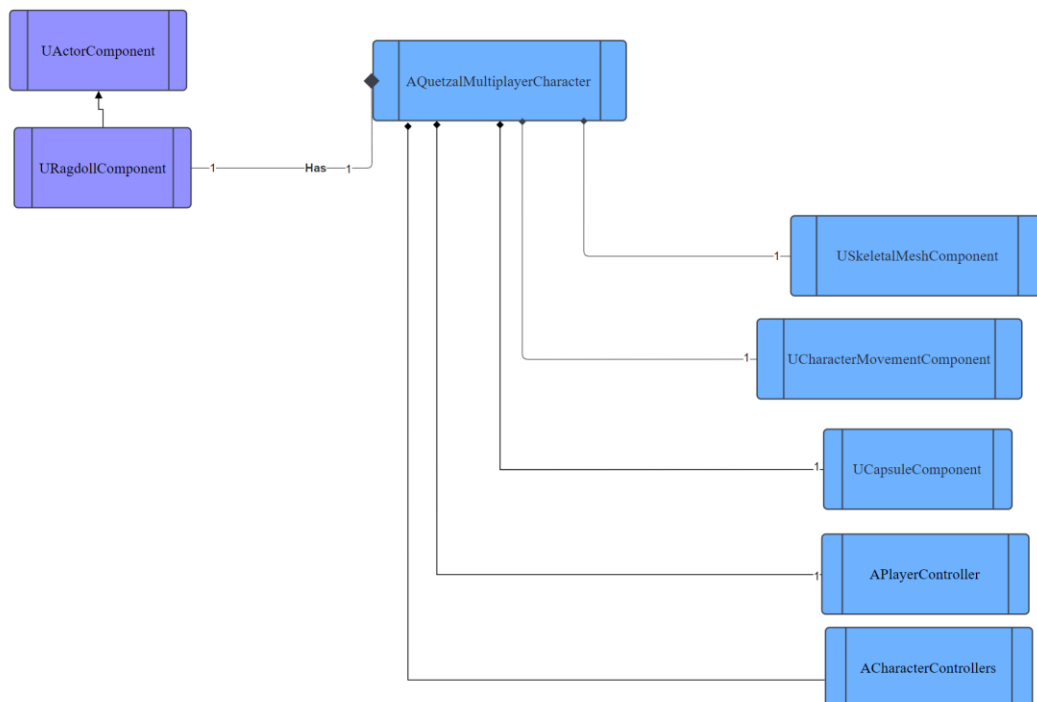 UActorComponent
AQuetzalMultiplayerCharacter
URagdollComponent
1
Has
1
USkeletalMeshComponent
1
UCharacterMovementComponent
1
UCapsuleComponent
1
APlayerController
1
ACharacterControllers